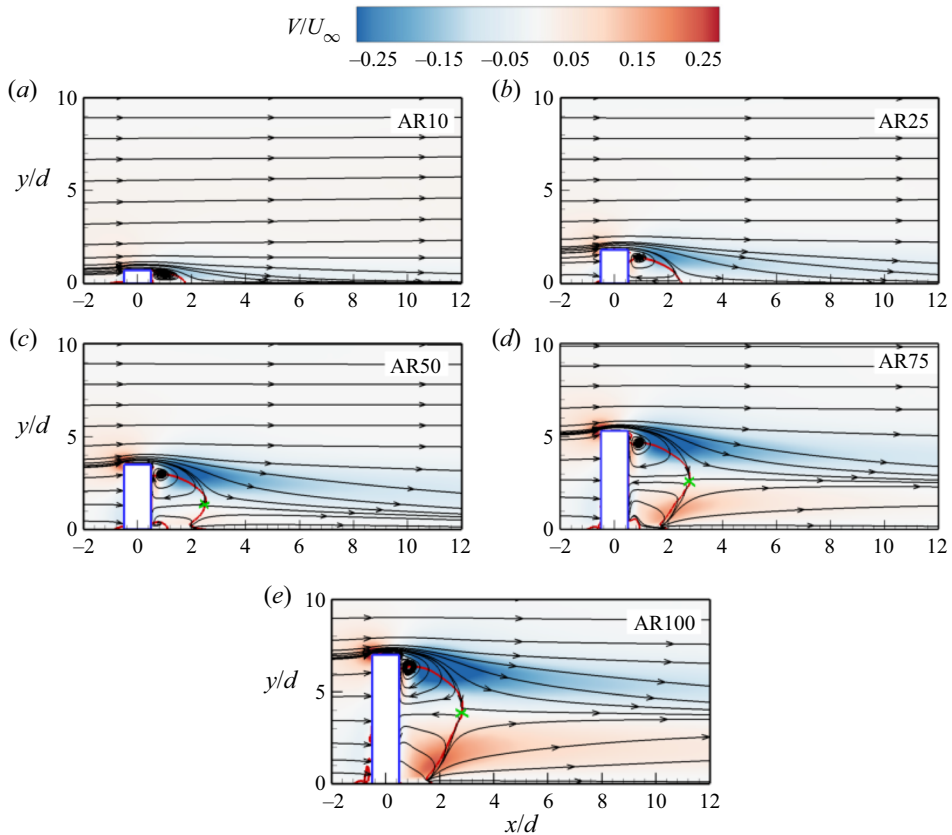 V/U∞
–0.25 –0.15 –0.05 0.05 0.15 0.25
(a) (b)
10 AR10 10 AR25
y/d 5 5
0 0
–2 0 2 4 6 8 10 12 –2 0 2 4 6 8 10 12
(c) (d)
10 AR50 10 AR75
y/d 5 5
0 0
–2 0 2 4 6 8 10 12 –2 0 2 4 6 8 10 12
(e)
10 AR100
y/d 5
0
–2 0 2 4 6 8 10 12
x/d